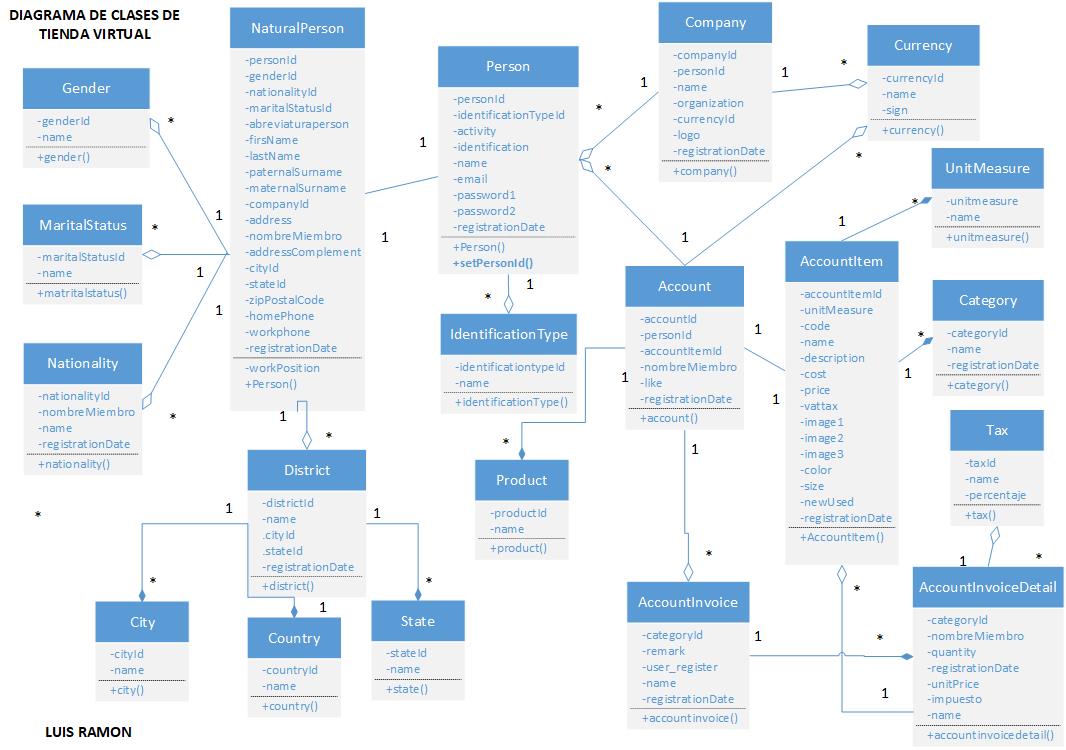 DIAGRAMA DE CLASES DE
TIENDA VIRTUAL
Gender
-genderId
-name
+gender()
*
1
MaritalStatus
-maritalStatusId
-name
+matritalstatus()
*
1
Nationality
-nationalityId
-nombreMiembro
-name
-registrationDate
+nationality()
*
1
NaturalPerson
-personId
-genderId
-nationalityId
-maritalStatusId
-abreviaturaperson
-firsName
-lastName
-paternalSurname
-maternalSurname
-companyId
-address
-nombreMiembro
-addressComplement
-cityId
-stateId
-zipPostalCode
-homePhone
-workphone
-registrationDate
-workPosition
+Person()
1
*
1
1
Person
-personId
-identificationTypeId
-activity
-identification
-name
-email
-password1
-password2
-registrationDate
+Person()
+setPersonId()
*
1
*
*
1
IdentificationType
-identificationtypeId
-name
+identificationType()
Company
-companyId
-personId
-name
-organization
-currencyId
-logo
-registrationDate
+company()
1
*
Currency
-currencyId
-name
-sign
+currency()
*
1
UnitMeasure
-unitmeasure
-name
+unitmeasure()
*
1
Account
-accountId
-personId
-accountItemId
-nombreMiembro
-like
-registrationDate
+account()
1
1
1
1
*
AccountItem
-accountItemId
-unitMeasure
-code
-name
-description
-cost
-price
-vattax
-image1
-image2
-image3
-color
-size
-newUsed
-registrationDate
+AccountItem()
*
Category
-categoryId
-name
-registrationDate
+category()
*
1
Tax
-taxId
-name
-percentaje
+tax()
1
*
Product
-productId
-name
+product()
*
District
-districtId
-name
.cityId
.stateId
-registrationDate
+district()
1
1
*
*
*
1
City
-cityId
-name
+city()
Country
-countryId
-name
+country()
State
-stateId
-name
+state()
AccountInvoice
-categoryId
-remark
-user_register
-name
-registrationDate
+accountinvoice()
1
*
1
AccountInvoiceDetail
-categoryId
-nombreMiembro
-quantity
-registrationDate
-unitPrice
-impuesto
-name
+accountinvoicedetail()
LUIS RAMON